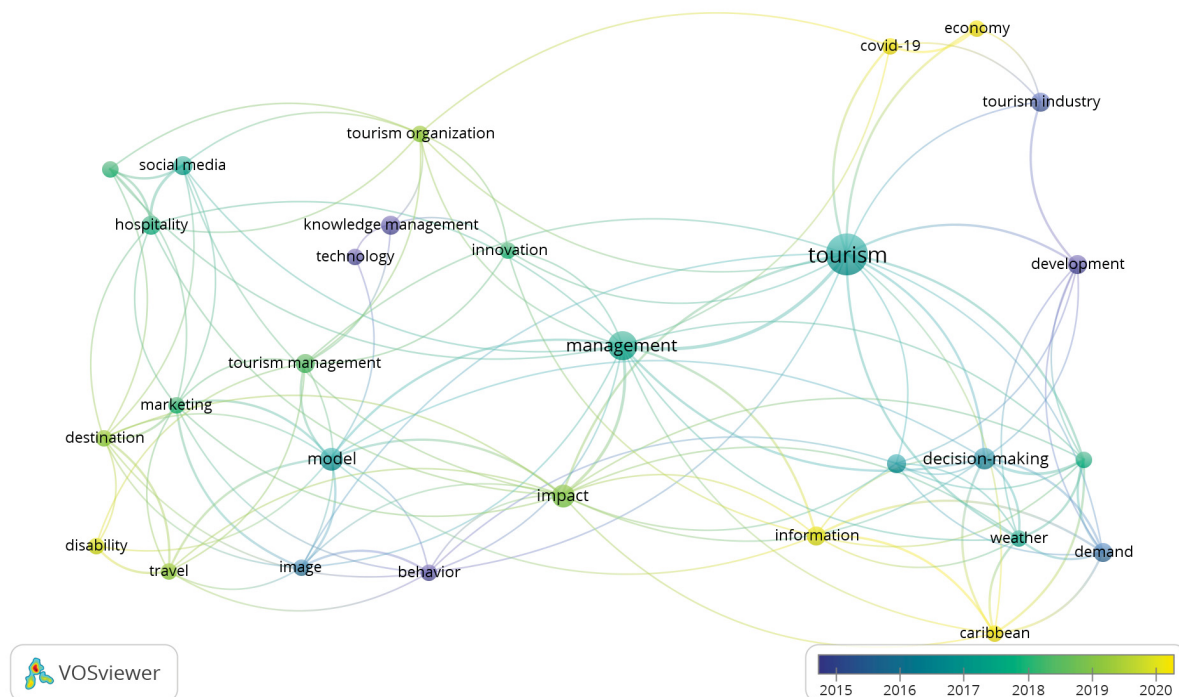 economy
covid-19
tourism industry
tourism organization
social media
hospitality
knowledge management
technology
innovation
tourism
development
management
tourism management
marketing
destination
model
decision-making
impact
information
weather
disability
travel
image
behavior
demand
caribbean
VOSviewer
2015 2016 2017 2018 2019 2020